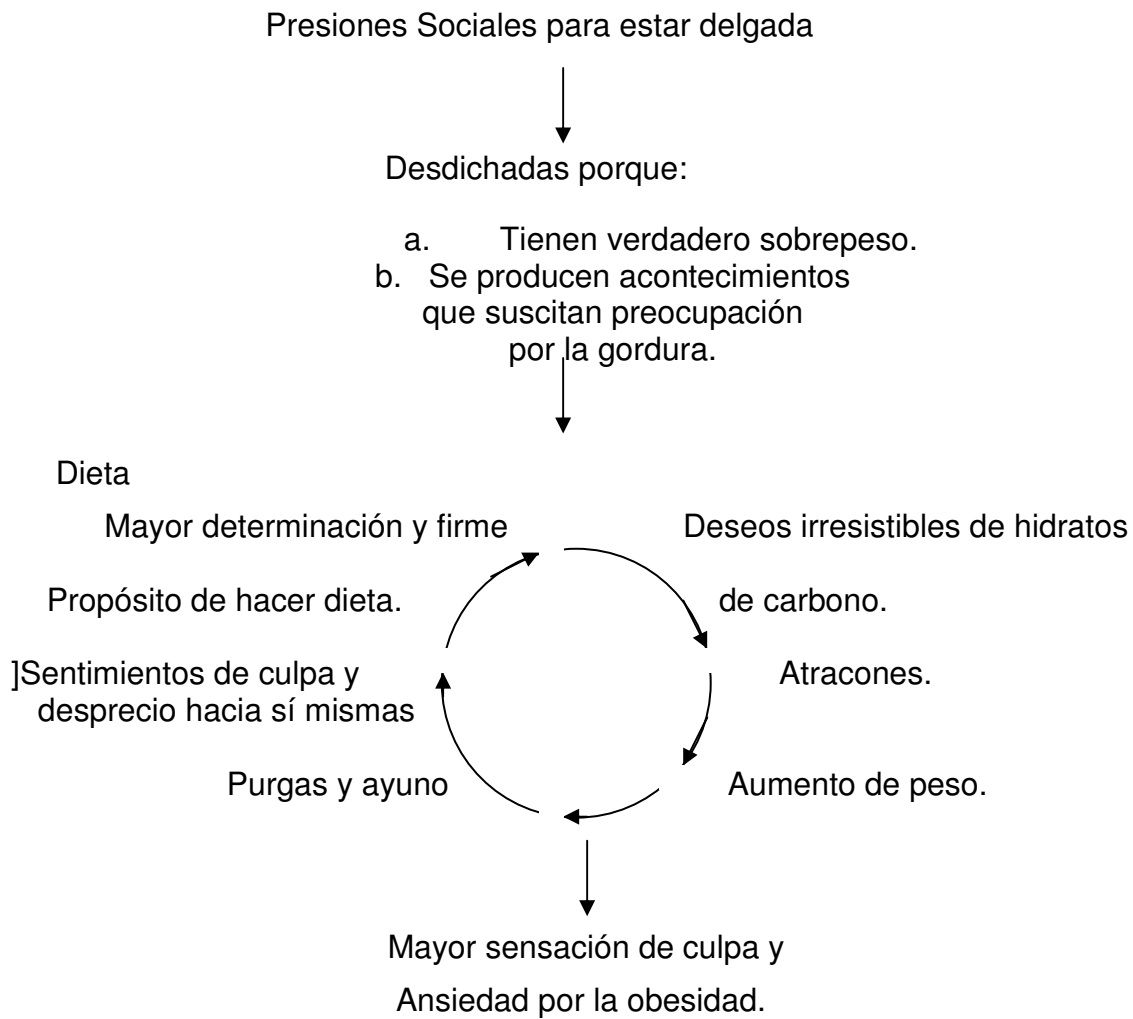 Presiones Sociales para estar delgada
Desdichadas porque:
a. Tienen verdadero sobrepeso.
b. Se producen acontecimientos
que suscitan preocupación
por la gordura.
Dieta
Mayor determinación y firme
Deseos irresistibles de hidratos
Propósito de hacer dieta.
de carbono.
]Sentimientos de culpa y
desprecio hacia sí mismas
Atracones.
Purgas y ayuno
Aumento de peso.
Mayor sensación de culpa y
Ansiedad por la obesidad.